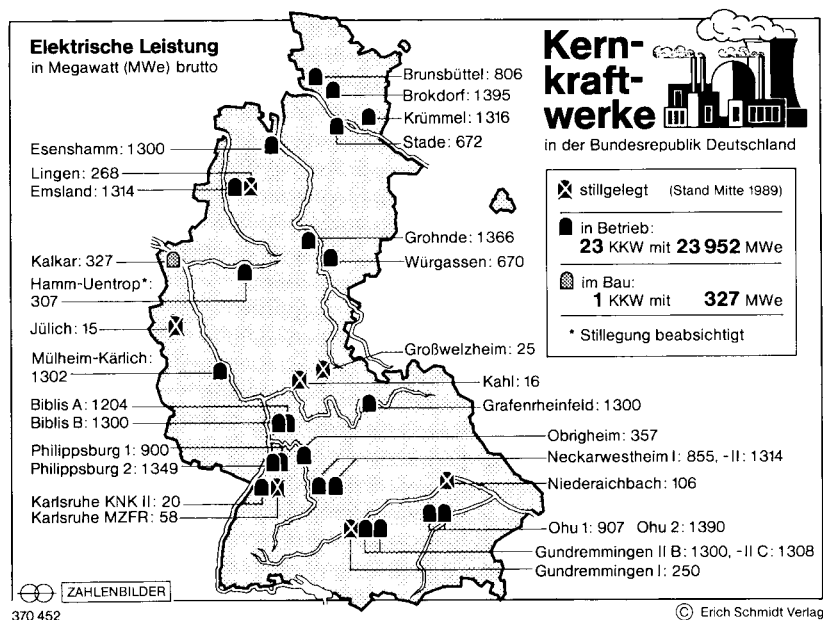 Elektrische Leistung
in Megawatt (MWe) brutto
Kern-
kraft-
werke
in der Bundesrepublik Deutschland
stillgelegt (Stand Mitte 1989)
in Betrieb:
23 KKW mit 23 952 MWe
im Bau:
1 KKW mit 327 MWe
* Stillegung beabsichtigt
Brunsbüttel: 806
Brokdorf: 1395
Krümmel: 1316
Stade: 672
Esenshamm: 1300
Lingen: 268
Emsland: 1314
Grohnde: 1366
Würgassen: 670
Kalkar: 327
Hamm-Uentrop*:
307
Jülich: 15
Mülheim-Kärlich:
1302
Großwelzheim: 25
Kahl: 16
Grafenrheinfeld: 1300
Biblis A: 1204
Biblis B: 1300
Philippsburg 1: 900
Philippsburg 2: 1349
Karlsruhe KNK II: 20
Karlsruhe MZFR: 58
Obrigheim: 357
Neckarwestheim I: 855, -II: 1314
Niederaichbach: 106
Ohu 1: 907 Ohu 2: 1390
Gundremmingen II B: 1300, -II C: 1308
Gundremmingen I: 250
ZAHLENBILDER
370 452
© Erich Schmidt Verlag